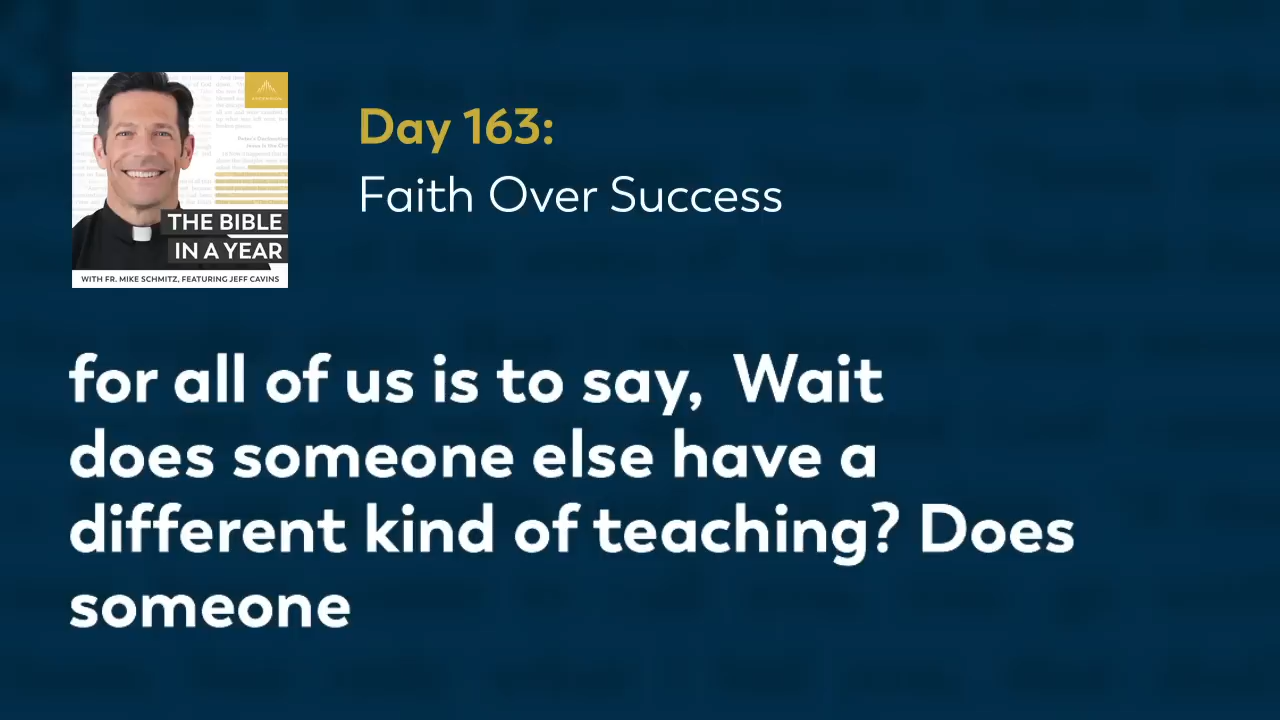 Day 163:
Faith Over Success
THE BIBLE
IN A YEAR
WITH FR. MIKE SCHMITZ, FEATURING JEFF CAVINS
for all of us is to say, Wait
does someone else have a
different kind of teaching? Does
someone